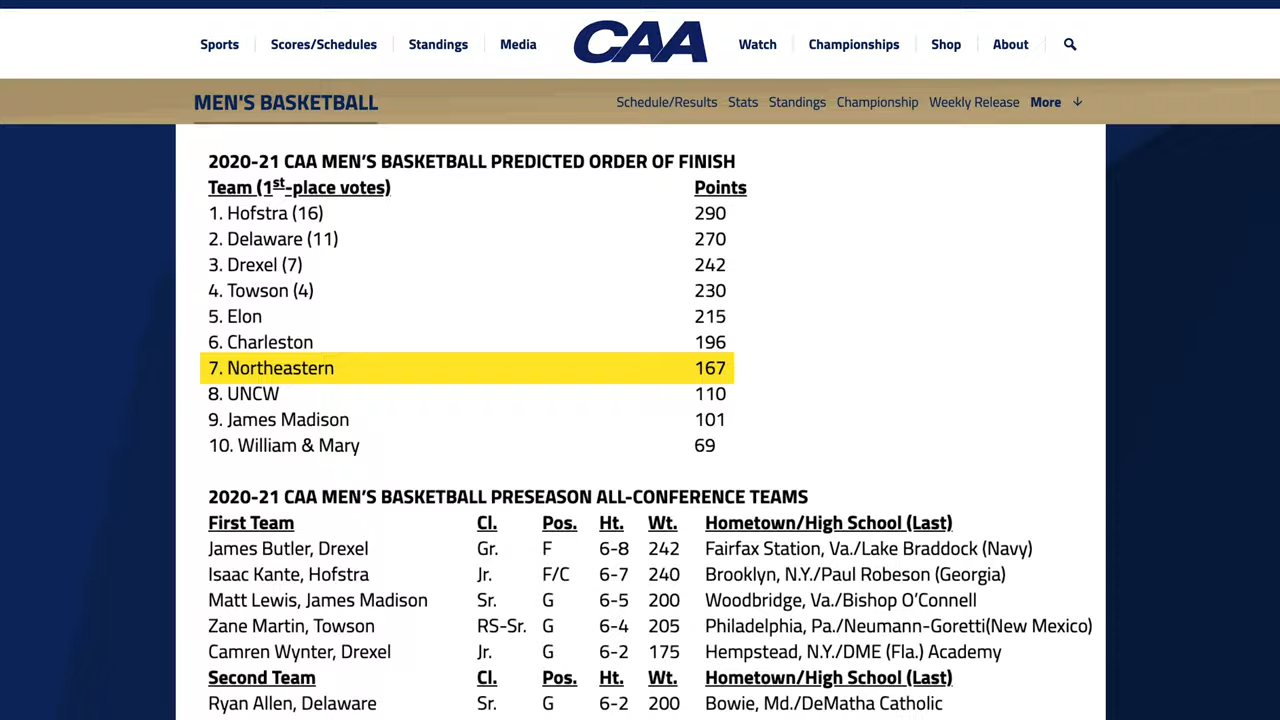 Sports Scores/Schedules Standings Media CAA Watch Championships Shop About
MEN'S BASKETBALL Schedule/Results Stats Standings Championship Weekly Release More ↓
2020-21 CAA MEN'S BASKETBALL PREDICTED ORDER OF FINISH
Team (1st-place votes) Points
1. Hofstra (16) 290
2. Delaware (11) 270
3. Drexel (7) 242
4. Towson (4) 230
5. Elon 215
6. Charleston 196
7. Northeastern 167
8. UNCW 110
9. James Madison 101
10. William & Mary 69
2020-21 CAA MEN'S BASKETBALL PRESEASON ALL-CONFERENCE TEAMS
First Team Cl. Pos. Ht. Wt. Hometown/High School (Last)
James Butler, Drexel Gr. F 6-8 242 Fairfax Station, Va./Lake Braddock (Navy)
Isaac Kante, Hofstra Jr. F/C 6-7 240 Brooklyn, N.Y./Paul Robeson (Georgia)
Matt Lewis, James Madison Sr. G 6-5 200 Woodbridge, Va./Bishop O'Connell
Zane Martin, Towson RS-Sr. G 6-4 205 Philadelphia, Pa./Neumann-Goretti(New Mexico)
Camren Wynter, Drexel Jr. G 6-2 175 Hempstead, N.Y./DME (Fla.) Academy
Second Team Cl. Pos. Ht. Wt. Hometown/High School (Last)
Ryan Allen, Delaware Sr. G 6-2 200 Bowie, Md./DeMatha Catholic